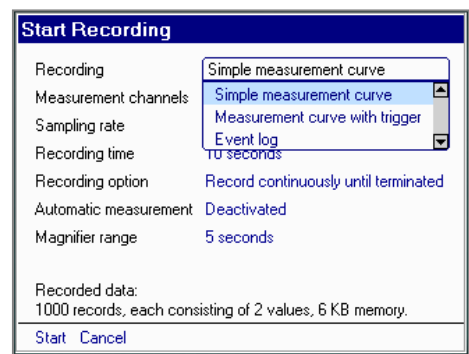 Start Recording
Recording Simple measurement curve
Measurement channels Simple measurement curve
Sampling rate Measurement curve with trigger
Event log
Recording time 10 seconds
Recording option Record continuously until terminated
Automatic measurement Deactivated
Magnifier range 5 seconds
Recorded data:
1000 records, each consisting of 2 values, 6 KB memory.
Start Cancel